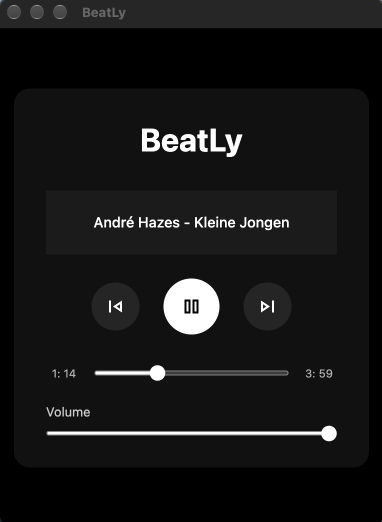 BeatLy
BeatLy
André Hazes - Kleine Jongen
1: 14
3: 59
Volume